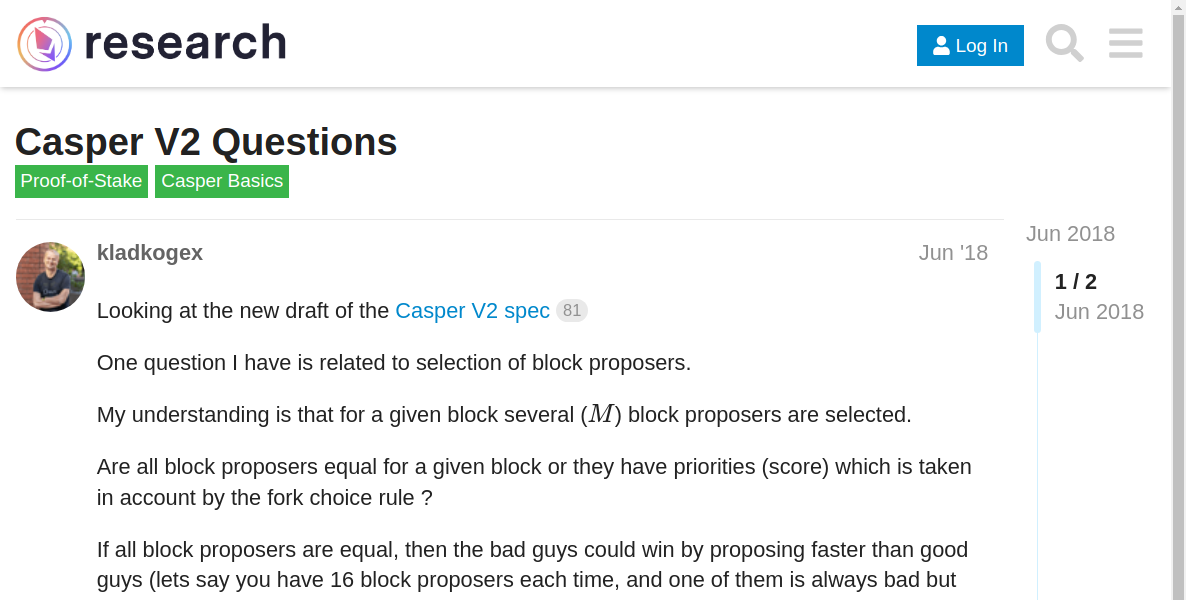 research
Log In
Casper V2 Questions
Proof-of-Stake Casper Basics
kladkogex
Jun '18
Jun 2018
1 / 2
Jun 2018
Looking at the new draft of the Casper V2 spec 81
One question I have is related to selection of block proposers.
My understanding is that for a given block several (M) block proposers are selected.
Are all block proposers equal for a given block or they have priorities (score) which is taken
in account by the fork choice rule ?
If all block proposers are equal, then the bad guys could win by proposing faster than good
guys (lets say you have 16 block proposers each time, and one of them is always bad but